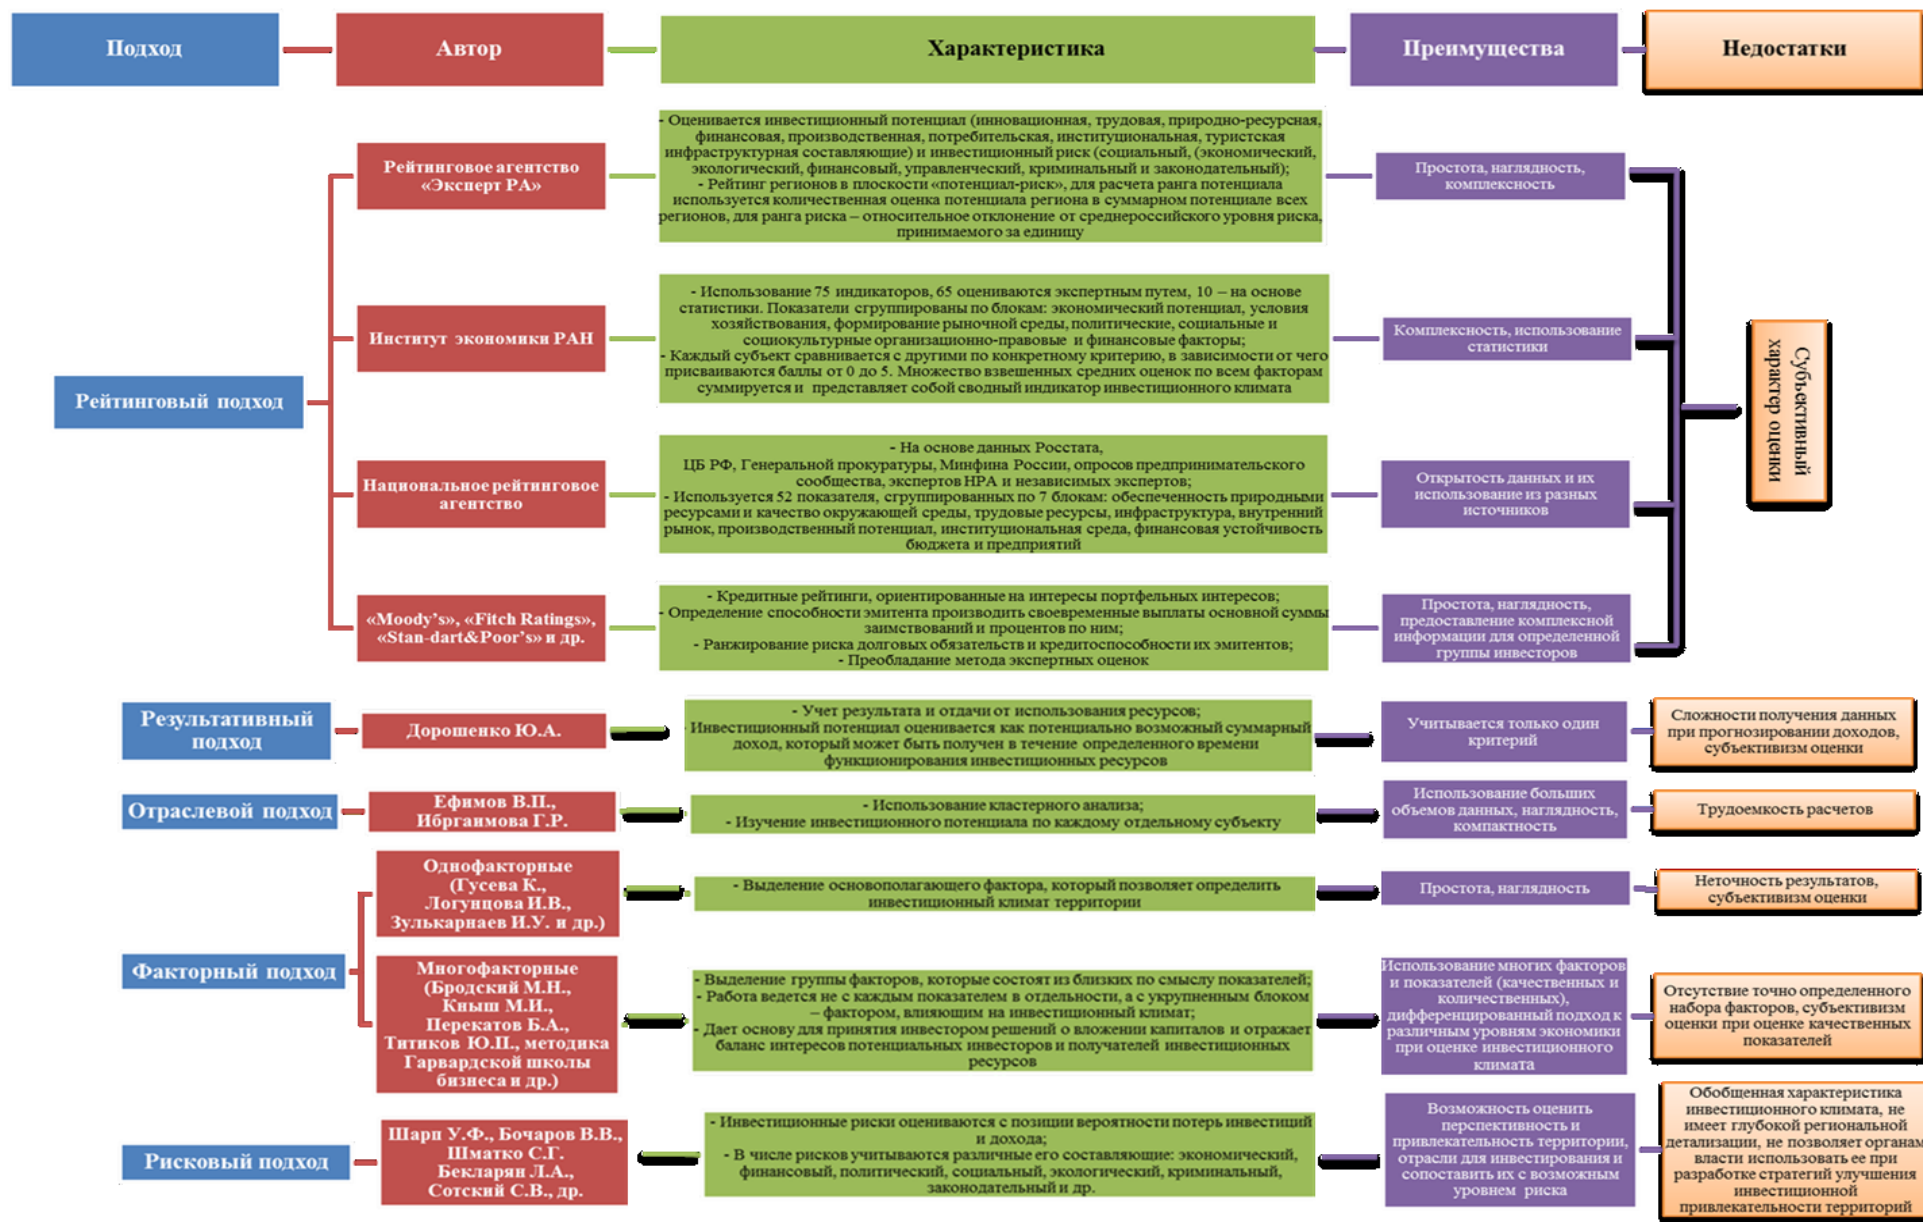 Подход
Автор
Характеристика
Преимущества
Недостатки
Рейтинговый подход
Рейтинговое агентство
«Эксперт РА»
- Оценивается инвестиционный потенциал (инновационная, трудовая, природно-ресурсная,
финансовая, производственная, потребительская, институциональная, туристская
инфраструктурная составляющие) и инвестиционный риск (социальный, (экономический,
экологический, финансовый, управленческий, криминальный и законодательный);
- Рейтинг регионов в плоскости «потенциал-риск», для расчета ранга потенциала
используется количественная оценка потенциала региона в суммарном потенциале всех
регионов, для ранга риска – относительное отклонение от среднероссийского уровня риска,
принимаемого за единицу
Простота, наглядность,
комплексность
Институт экономики РАН
- Использование 75 индикаторов, 65 оцениваются экспертным путем, 10 – на основе
статистики. Показатели сгруппированы по блокам: экономический потенциал, условия
хозяйствования, формирование рыночной среды, политические, социальные и
социокультурные организационно-правовые и финансовые факторы;
- Каждый субъект сравнивается с другими по конкретному критерию, в зависимости от чего
присваиваются баллы от 0 до 5. Множество взвешенных средних оценок по всем факторам
суммируется и представляет собой сводный индикатор инвестиционного климата
Комплексность, использование
статистики
Национальное рейтинговое
агентство
- На основе данных Росстата,
ЦБ РФ, Генеральной прокуратуры, Минфина России, опросов предпринимательского
сообщества, экспертов НРА и независимых экспертов;
- Используется 52 показателя, сгруппированных по 7 блокам: обеспеченность природными
ресурсами и качество окружающей среды, трудовые ресурсы, инфраструктура, внутренний
рынок, производственный потенциал, институциональная среда, финансовая устойчивость
бюджета и предприятий
Открытость данных и их
использование из разных
источников
«Moody's», «Fitch Ratings»,
«Stan-dart&Poor's» и др.
- Кредитные рейтинги, ориентированные на интересы портфельных интересов;
- Определение способности эмитента производить своевременные выплаты основной суммы
заимствований и процентов по ним;
- Ранжирование риска долговых обязательств и кредитоспособности их эмитентов;
- Преобладание метода экспертных оценок
Простота, наглядность,
предоставление комплексной
информации для определенной
группы инвесторов
Субъективный
характер оценки
Результативный
подход
Дорошенко Ю.А.
- Учет результата и отдачи от использования ресурсов;
- Инвестиционный потенциал оценивается как потенциально возможный суммарный
доход, который может быть получен в течение определенного времени
функционирования инвестиционных ресурсов
Учитывается только один
критерий
Сложности получения данных
при прогнозировании доходов,
субъективизм оценки
Отраслевой подход
Ефимов В.П.,
Ибргаимова Г.Р.
- Использование кластерного анализа;
- Изучение инвестиционного потенциала по каждому отдельному субъекту
Использование больших
объемов данных, наглядность,
компактность
Трудоемкость расчетов
Факторный подход
Однофакторные
(Гусева К.,
Логунцова И.В.,
Зулькарнаев И.У. и др.)
- Выделение основополагающего фактора, который позволяет определить
инвестиционный климат территории
Простота, наглядность
Неточность результатов,
субъективизм оценки
Многофакторные
(Бродский М.Н.,
Кныш М.И.,
Перекатов Б.А.,
Титиков Ю.П., методика
Гарвардской школы
бизнеса и др.)
- Выделение группы факторов, которые состоят из близких по смыслу показателей;
- Работа ведется не с каждым показателем в отдельности, а с укрупненным блоком
– фактором, влияющим на инвестиционный климат;
- Дает основу для принятия инвестором решений о вложении капиталов и отражает
баланс интересов потенциальных инвесторов и получателей инвестиционных
ресурсов
Использование многих факторов
и показателей (качественных и
количественных),
дифференцированный подход к
различным уровням экономики
при оценке инвестиционного
климата
Отсутствие точно определенного
набора факторов, субъективизм
оценки при оценке качественных
показателей
Рисковый подход
Шарп У.Ф., Бочаров В.В.,
Шматко С.Г.
Бекларян Л.А.,
Сотский С.В., др.
- Инвестиционные риски оцениваются с позиции вероятности потерь инвестиций
и дохода;
- В числе рисков учитываются различные его составляющие: экономический,
финансовый, политический, социальный, экологический, криминальный,
законодательный и др.
Возможность оценить
перспективность и
привлекательность территории,
отрасли для инвестирования и
сопоставить их с возможным
уровнем риска
Обобщенная характеристика
инвестиционного климата, не
имеет глубокой региональной
детализации, не позволяет органам
власти использовать ее при
разработке стратегий улучшения
инвестиционной
привлекательности территорий